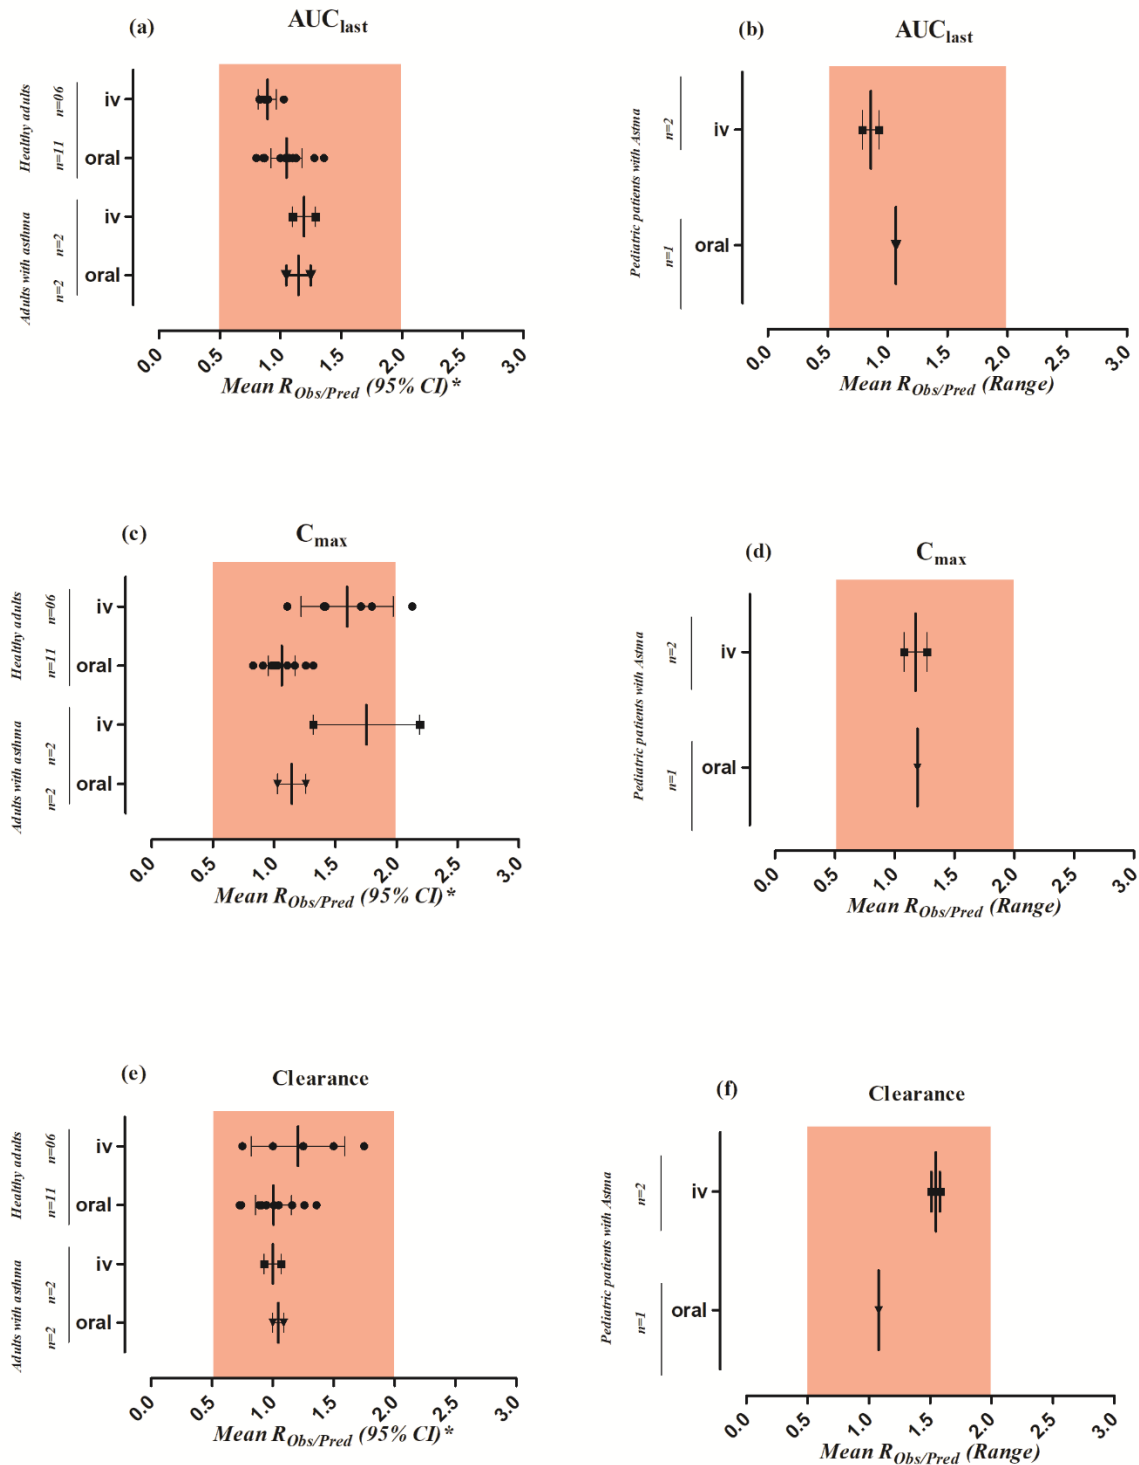 (a)
AUClast
Healthy adults
n=06
iv
n=11
oral
Adults with asthma
n=2
iv
n=2
oral
0.0 0.5 1.0 1.5 2.0 2.5 3.0
Mean RObs/Pred (95% CI)*
(b)
AUClast
Pediatric patients with Astma
n=2
iv
n=1
oral
0.0 0.5 1.0 1.5 2.0 2.5 3.0
Mean RObs/Pred (Range)
(c)
Cmax
Healthy adults
n=06
iv
n=11
oral
Adults with asthma
n=2
iv
n=2
oral
0.0 0.5 1.0 1.5 2.0 2.5 3.0
Mean RObs/Pred (95% CI)*
(d)
Cmax
Pediatric patients with Astma
n=2
iv
n=1
oral
0.0 0.5 1.0 1.5 2.0 2.5 3.0
Mean RObs/Pred (Range)
(e)
Clearance
Healthy adults
n=06
iv
n=11
oral
Adults with asthma
n=2
iv
n=2
oral
0.0 0.5 1.0 1.5 2.0 2.5 3.0
Mean RObs/Pred (95% CI)*
(f)
Clearance
Pediatric patients with Astma
n=2
iv
n=1
oral
0.0 0.5 1.0 1.5 2.0 2.5 3.0
Mean RObs/Pred (Range)